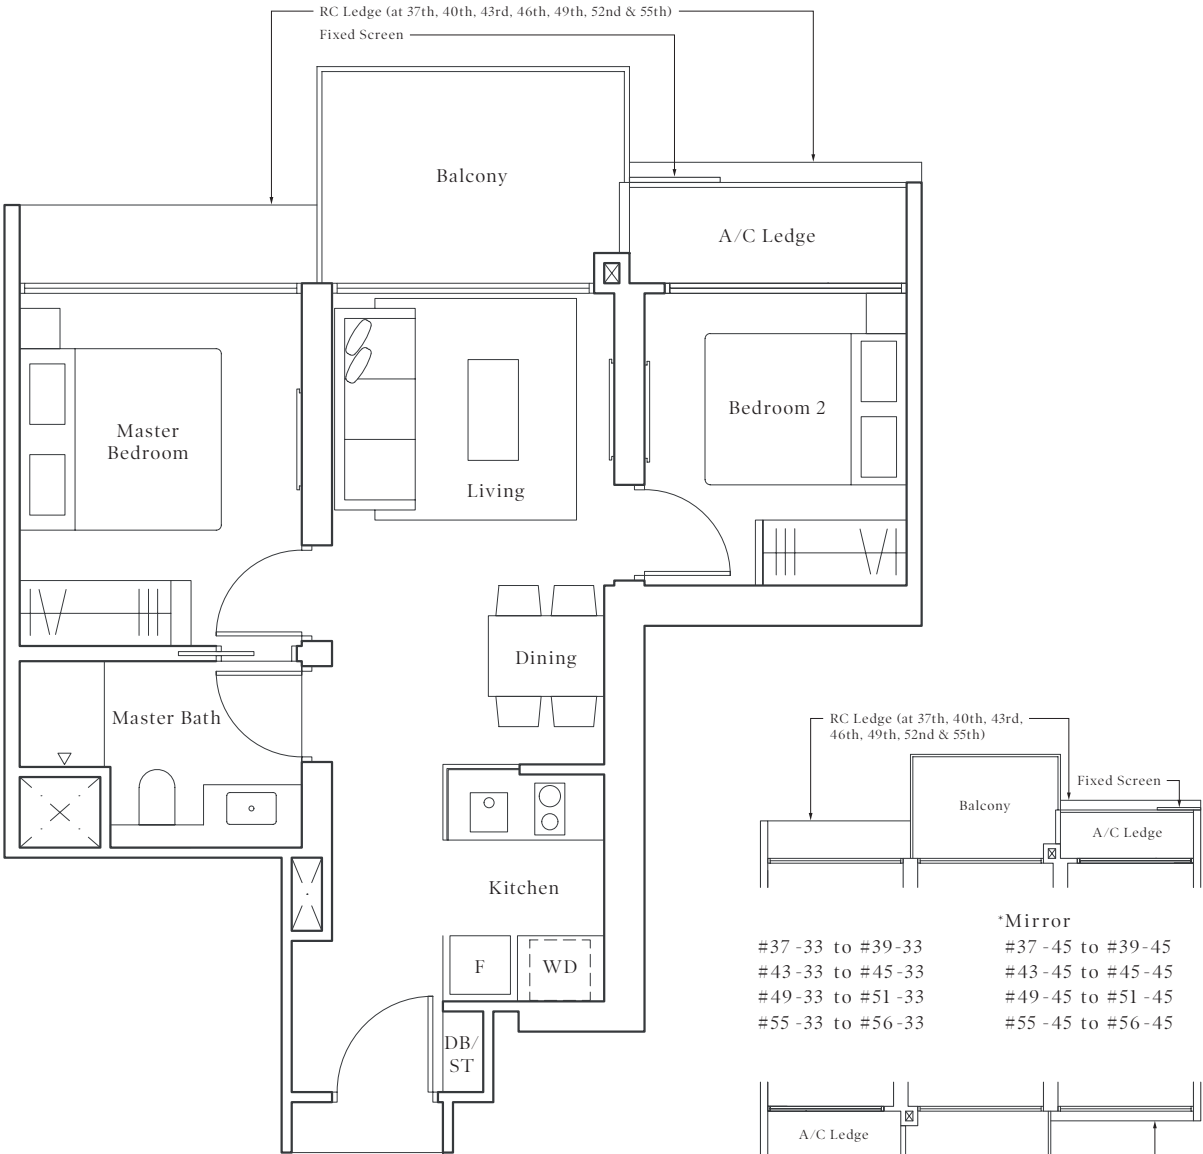 RC Ledge (at 37th, 40th, 43rd, 46th, 49th, 52nd & 55th)
Fixed Screen
Balcony
A/C Ledge
Master
Bedroom
Bedroom 2
Living
Dining
Master Bath
Kitchen
F
WD
DB/
ST
RC Ledge (at 37th, 40th, 43rd,
46th, 49th, 52nd & 55th)
Fixed Screen
Balcony
A/C Ledge
*Mirror
#37-33 to #39-33
#43-33 to #45-33
#49-33 to #51-33
#55-33 to #56-33
#37-45 to #39-45
#43-45 to #45-45
#49-45 to #51-45
#55-45 to #56-45
A/C Ledge